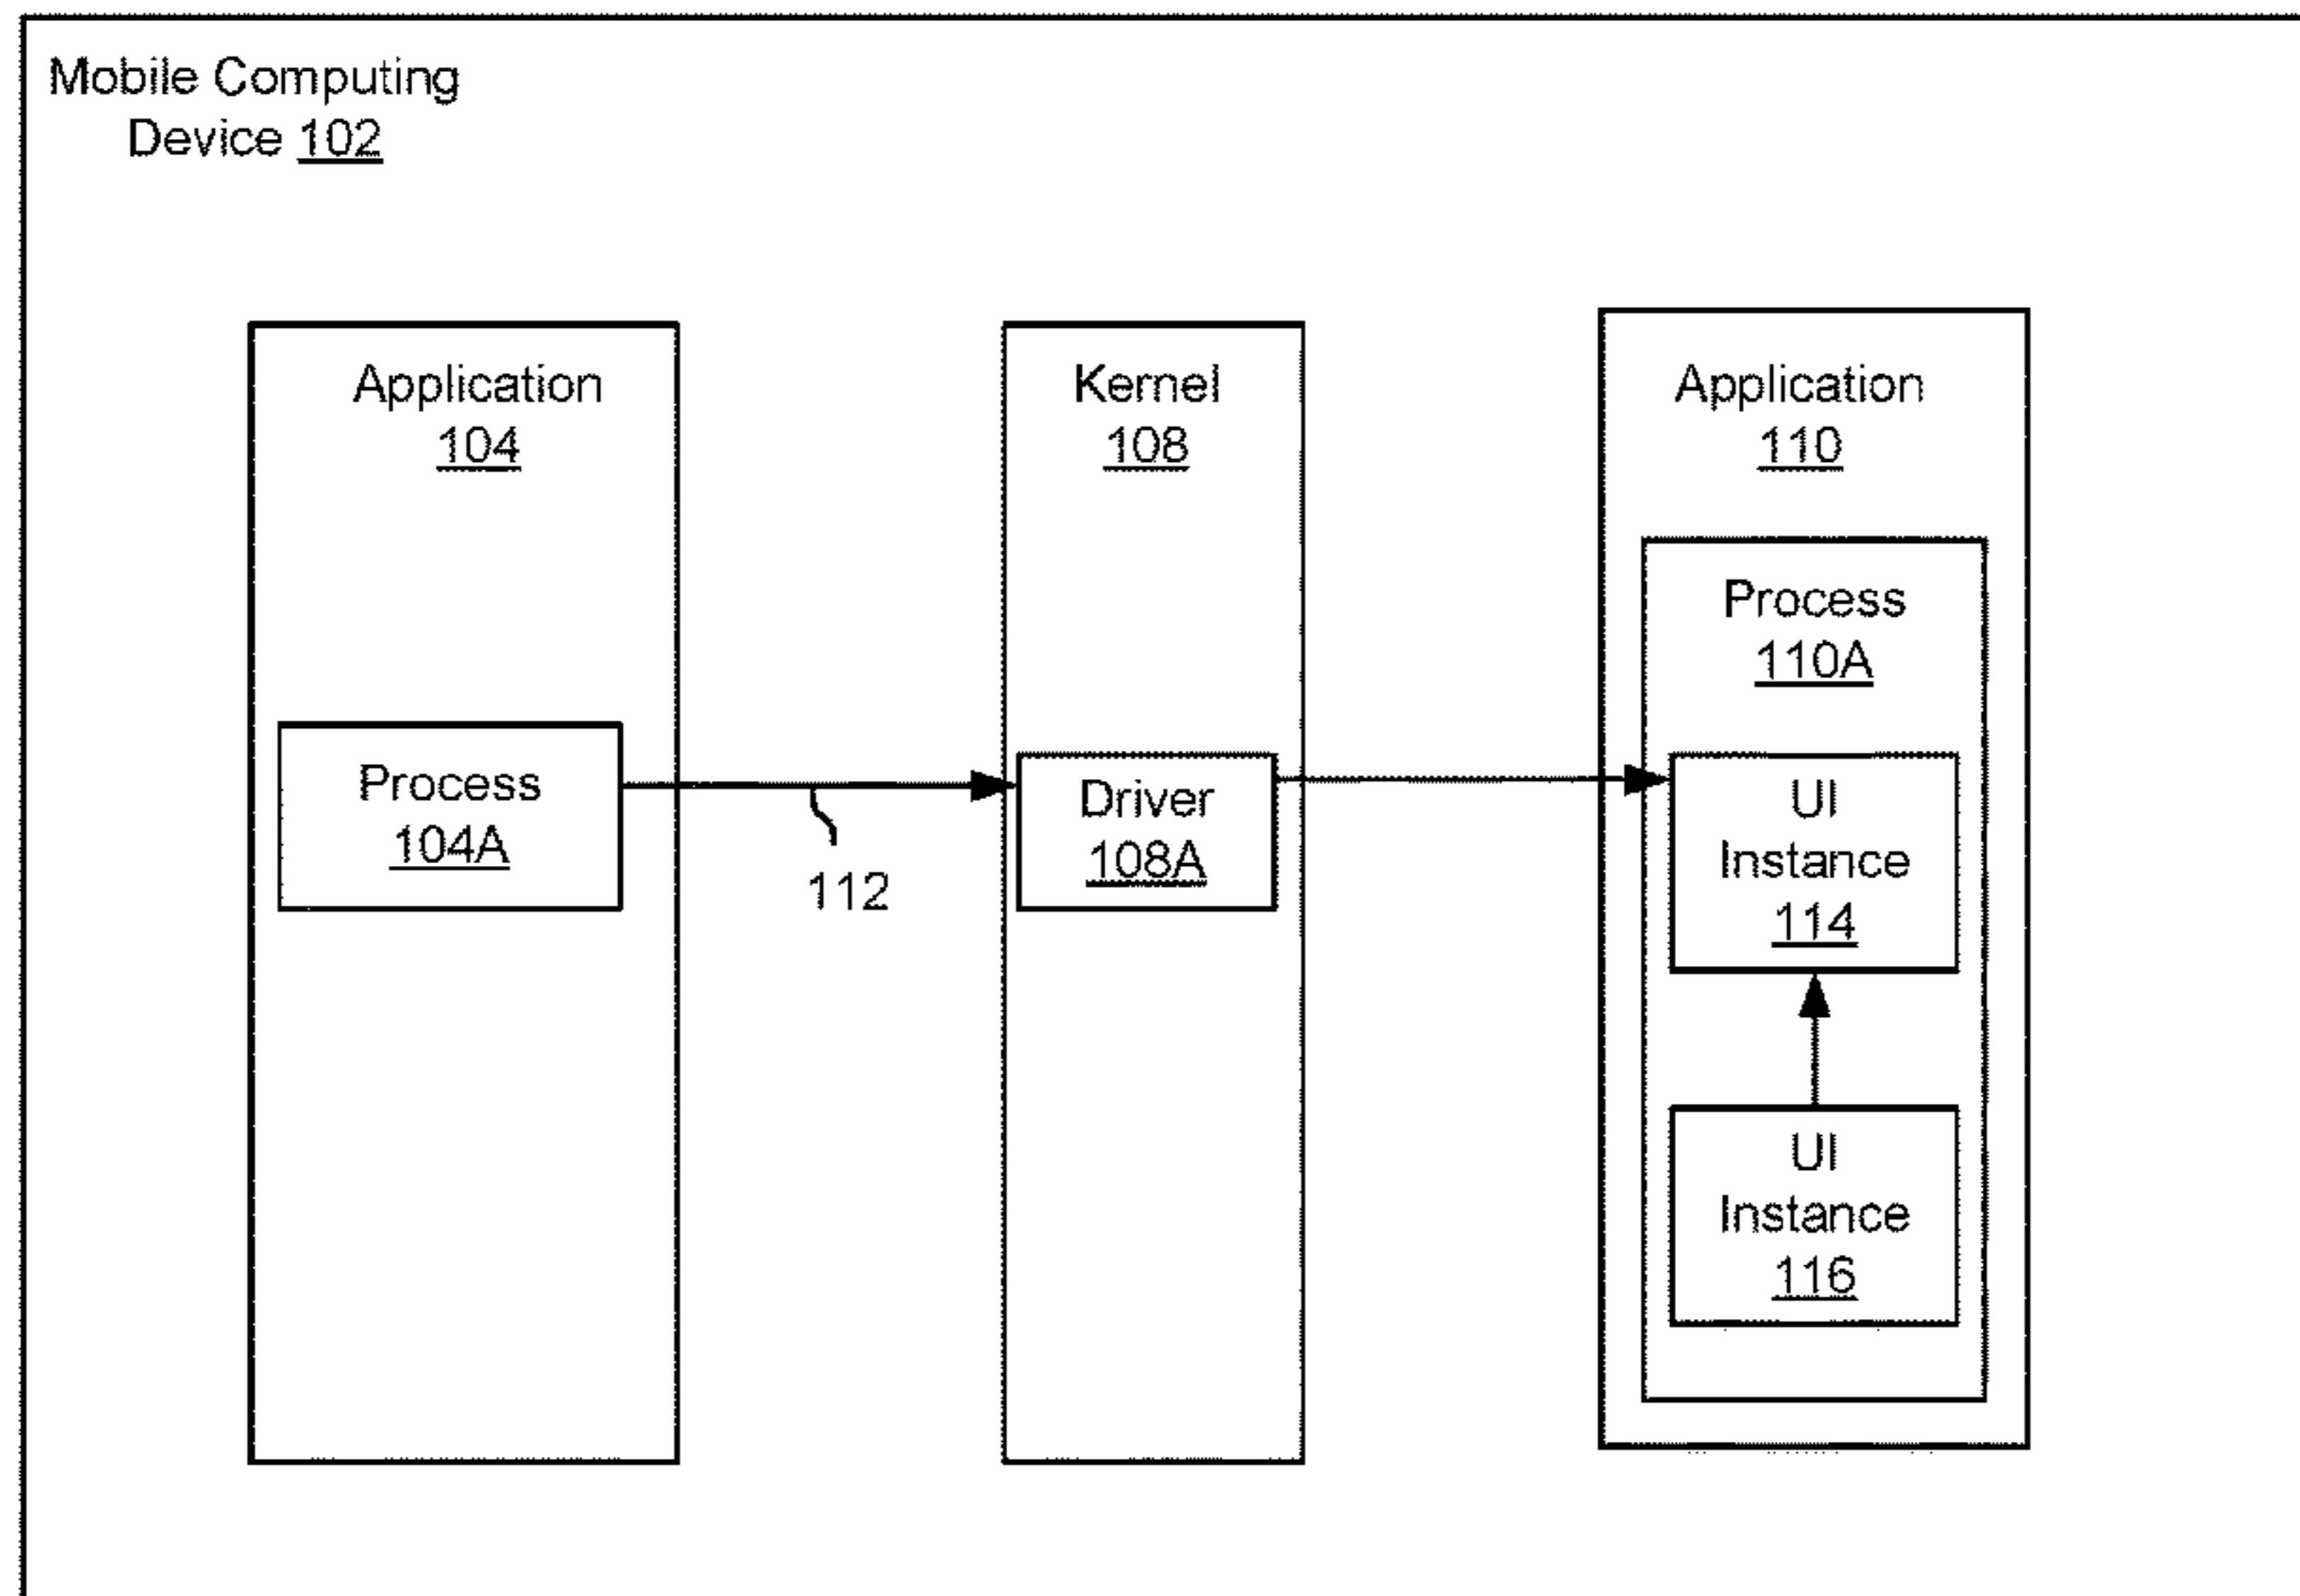 Mobile Computing
Device 102
Application
104
Process
104A
112
Kernel
108
Driver
108A
Application
110
Process
110A
UI
Instance
114
UI
Instance
116